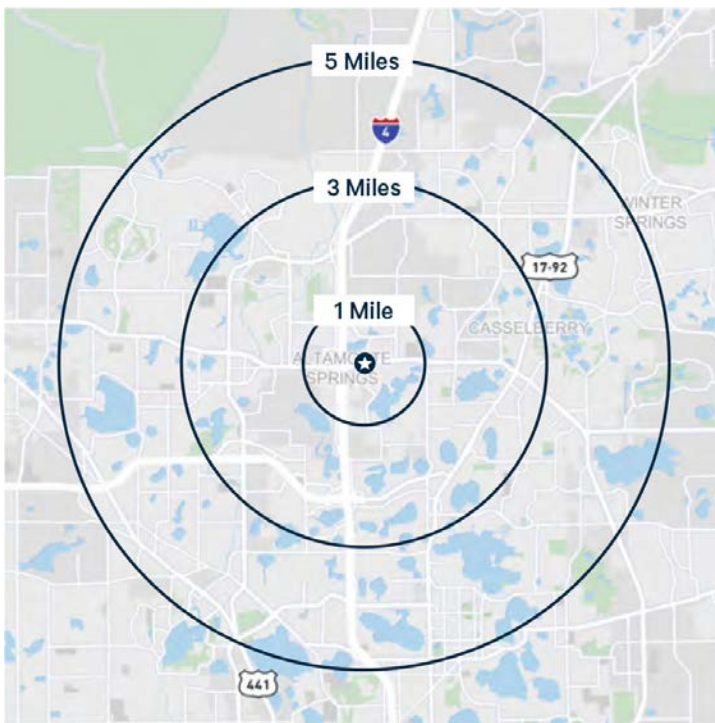 5 Miles
4
3 Miles
WINTER
SPRINGS
17-92
1 Mile
CASSELBERRY
ALTAMONTE
SPRINGS
441